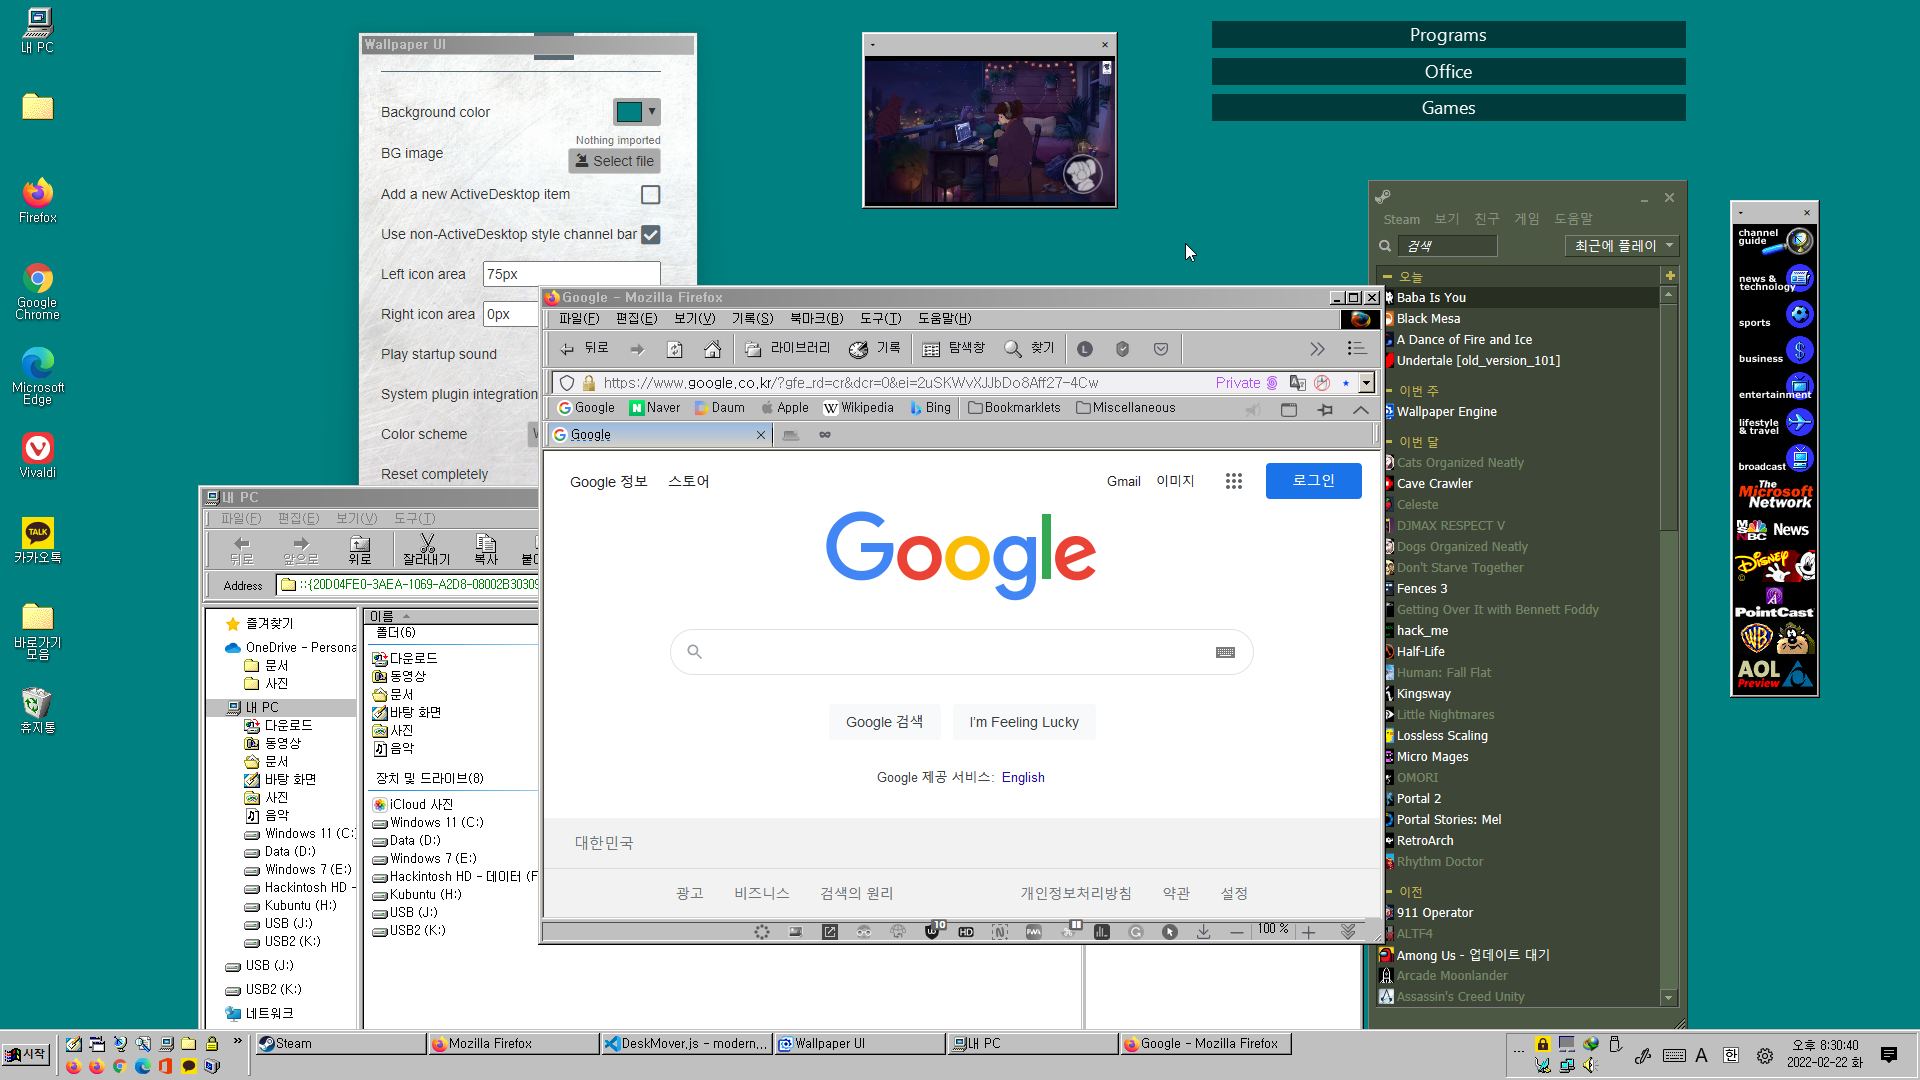 내 PC
Firefox
Google
Chrome
Microsoft
Edge
Vivaldi
TALK
카카오톡
바로가기
모음
휴지통
Wallpaper UI
Background color
Nothing imported
BG image
Select file
Add a new ActiveDesktop item
Use non-ActiveDesktop style channel bar
Left icon area
75px
Right icon area
0px
Play startup sound
System plugin integration
Color scheme
Reset completely
Programs
Office
Games
내 PC
파일(F) 편집(E) 보기(V) 도구(T)
뒤로 앞으로 위로 잘라내기 복사
Address
::{20D04FE0-3AEA-1069-A2D8-08002B30309
즐겨찾기
OneDrive - Persona
문서
사진
내 PC
다운로드
동영상
문서
바탕 화면
사진
음악
Windows 11 (C:
Data (D:)
Windows 7 (E:)
Hackintosh HD -
Kubuntu (H:)
USB (J:)
USB2 (K:)
USB (J:)
USB2 (K:)
네트워크
이름
폴더(6)
다운로드
동영상
문서
바탕 화면
사진
음악
장치 및 드라이브(8)
iCloud 사진
Windows 11 (C:)
Data (D:)
Windows 7 (E:)
Hackintosh HD - 데이터 (F
Kubuntu (H:)
USB (J:)
USB2 (K:)
Google - Mozilla Firefox
파일(F) 편집(E) 보기(V) 기록(S) 북마크(B) 도구(T) 도움말(H)
뒤로 라이브러리 기록 탐색창 찾기
https://www.google.co.kr/?gfe_rd=cr&dcr=0&ei=2uSKWvXJJbDo8Aff27-4Cw
Private
Google Naver Daum Apple Wikipedia Bing Bookmarklets Miscellaneous
Google
Google 정보 스토어
Gmail 이미지
로그인
Google
Google 검색
I'm Feeling Lucky
Google 제공 서비스: English
대한민국
광고 비즈니스 검색의 원리 개인정보처리방침 약관 설정
10
HD
100 %
Steam 보기 친구 게임 도움말
검색
최근에 플레이
오늘
Baba Is You
Black Mesa
A Dance of Fire and Ice
Undertale [old_version_101]
이번 주
Wallpaper Engine
이번 달
Cats Organized Neatly
Cave Crawler
Celeste
DJMAX RESPECT V
Dogs Organized Neatly
Don't Starve Together
Fences 3
Getting Over It with Bennett Foddy
hack_me
Half-Life
Human: Fall Flat
Kingsway
Little Nightmares
Lossless Scaling
Micro Mages
OMORI
Portal 2
Portal Stories: Mel
RetroArch
Rhythm Doctor
이전
911 Operator
ALTF4
Among Us - 업데이트 대기
Arcade Moonlander
Assassin's Creed Unity
channel
guide
news &
technology
sports
business
entertainment
lifestyle
& travel
broadcast
The
Microsoft
Network
MSNBC News
Disney
PointCast
WB
AOL
Preview
시작
Steam
Mozilla Firefox
DeskMover.js - modern...
Wallpaper UI
내 PC
Google - Mozilla Firefox
A
한
오후 8:30:40
2022-02-22 화